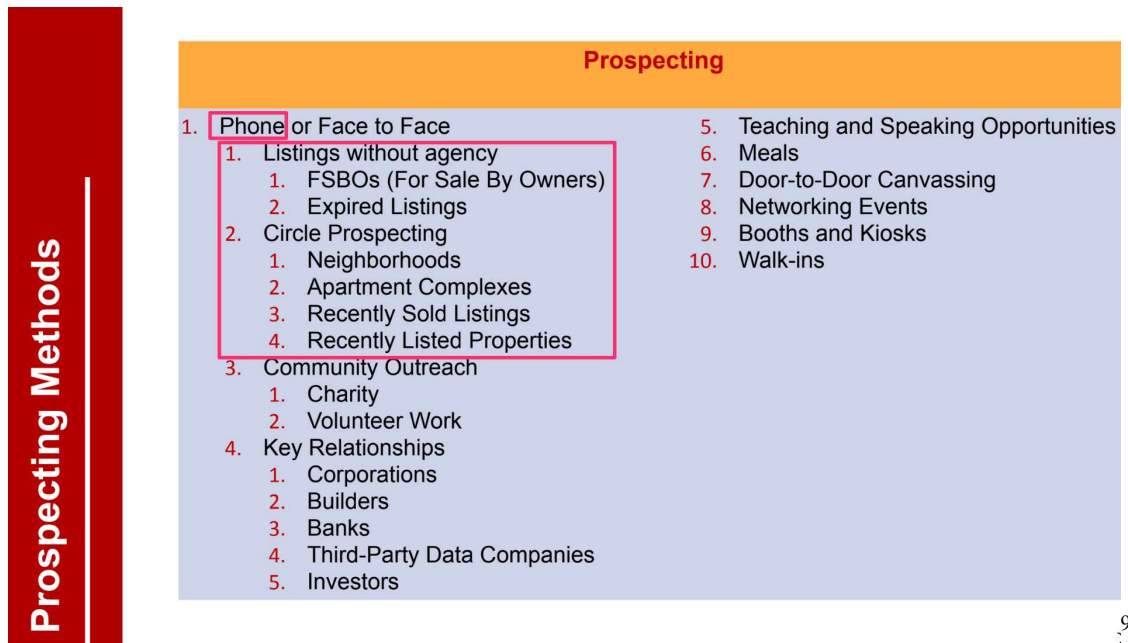 Prospecting Methods
Prospecting
1. Phone or Face to Face
1. Listings without agency
1. FSBOs (For Sale By Owners)
2. Expired Listings
2. Circle Prospecting
1. Neighborhoods
2. Apartment Complexes
3. Recently Sold Listings
4. Recently Listed Properties
3. Community Outreach
1. Charity
2. Volunteer Work
4. Key Relationships
1. Corporations
2. Builders
3. Banks
4. Third-Party Data Companies
5. Investors
5. Teaching and Speaking Opportunities
6. Meals
7. Door-to-Door Canvassing
8. Networking Events
9. Booths and Kiosks
10. Walk-ins